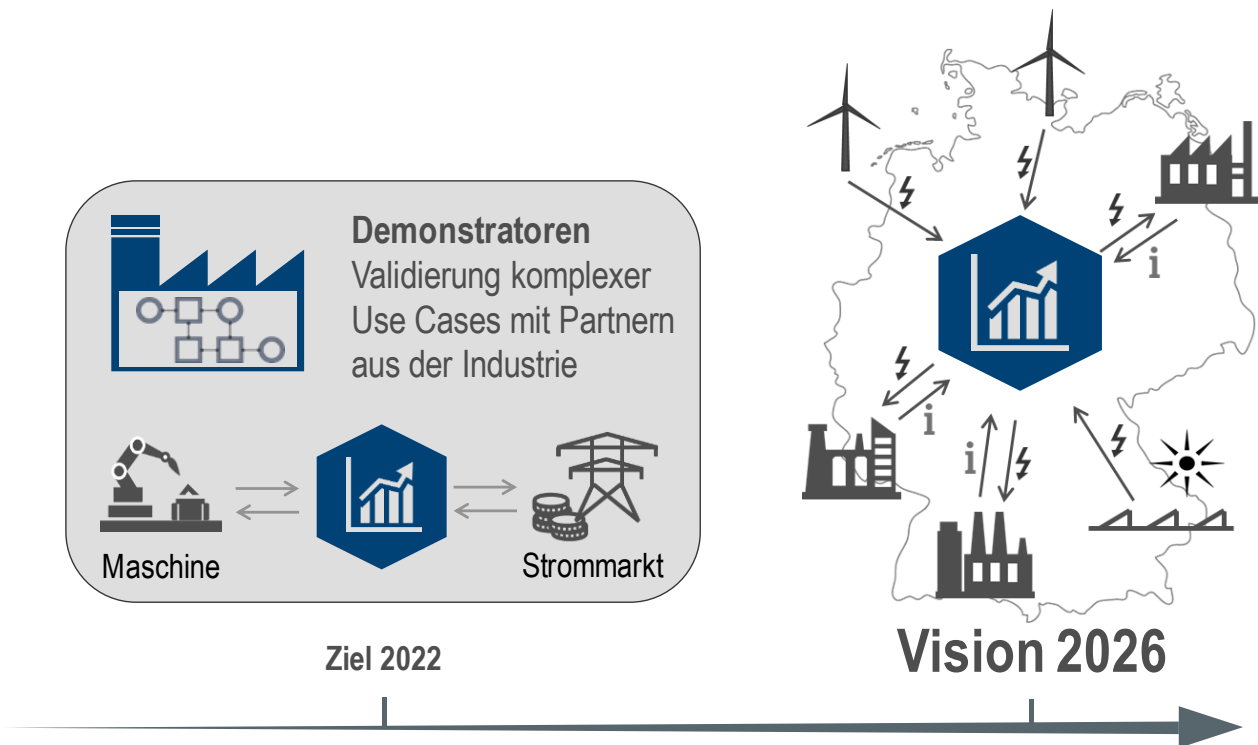 Demonstratoren
Validierung komplexer
Use Cases mit Partnern
aus der Industrie
Maschine
Strommarkt
Ziel 2022
i
i
i
Vision 2026